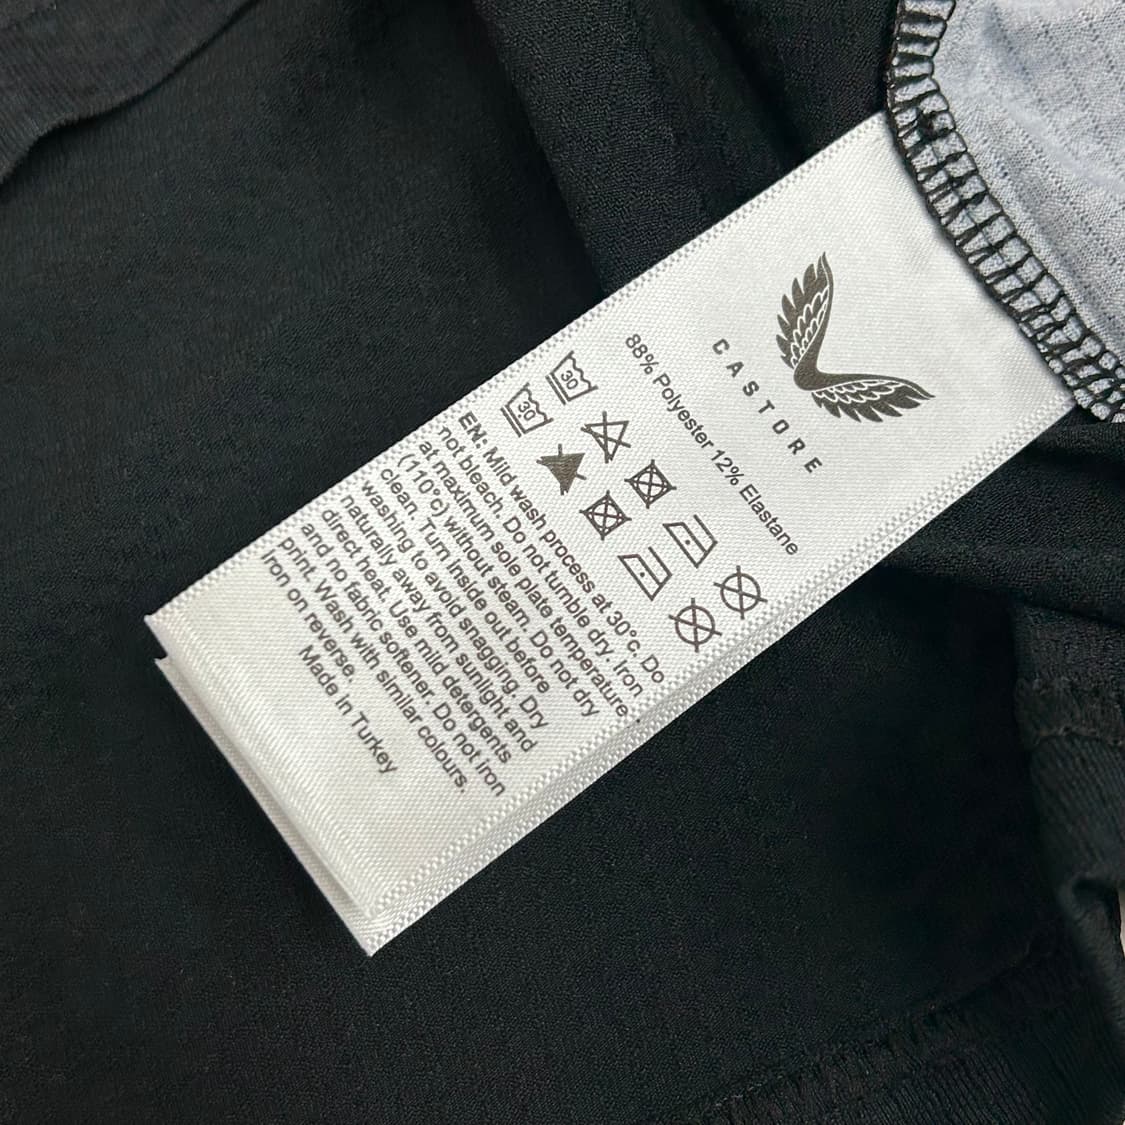 CASTORE
88% Polyester 12% Elastane
30
30
EN: Mild wash process at 30°c. Do
not bleach. Do not tumble dry. Iron
at maximum sole plate temperature
(110°c) without steam. Do not dry
clean. Turn inside out before
washing to avoid snagging. Dry
naturally away from sunlight and
direct heat. Use mild detergents
and no fabric softener. Do not iron
print. Wash with similar colours.
Iron on reverse.
Made in Turkey